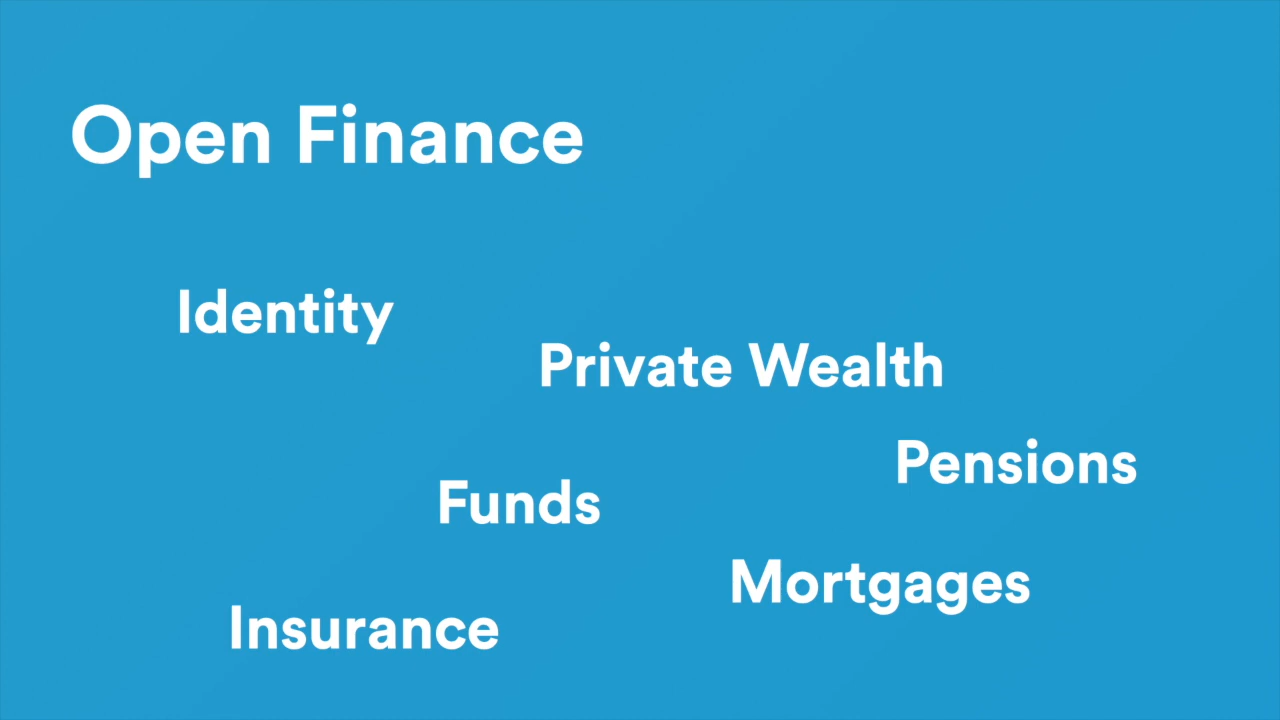 Open Finance
Identity
Private Wealth
Pensions
Funds
Mortgages
Insurance